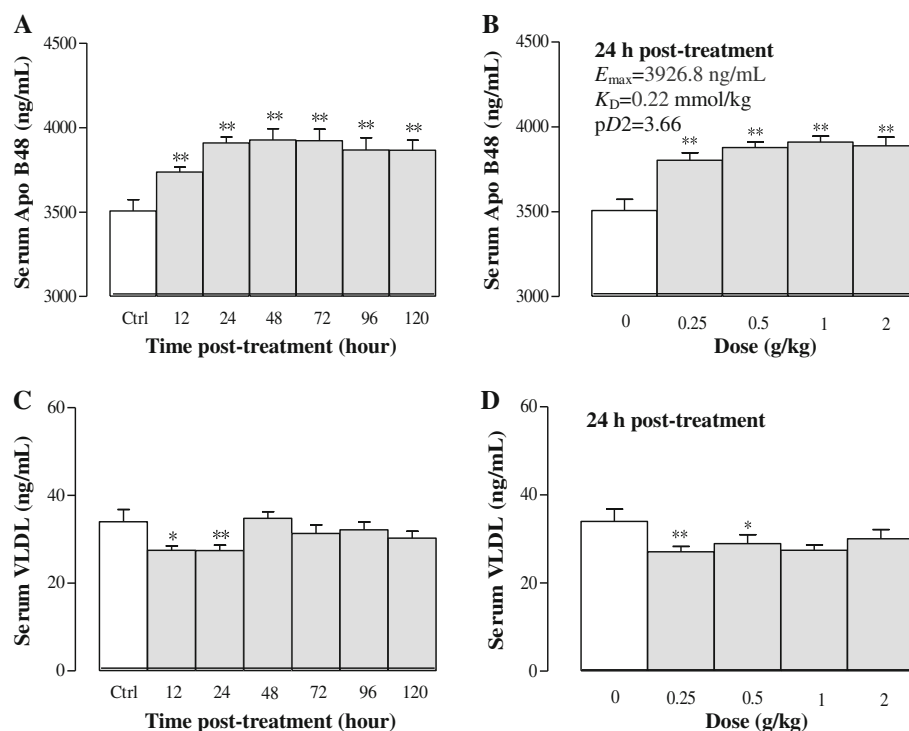 A
Serum Apo B48 (ng/mL)
4500
4000
3500
3000
** ** ** ** ** **
Ctrl 12 24 48 72 96 120
Time post-treatment (hour)
B
Serum Apo B48 (ng/mL)
4500
4000
3500
3000
24 h post-treatment
Emax=3926.8 ng/mL
KD=0.22 mmol/kg
pD2=3.66
** ** ** **
0 0.25 0.5 1 2
Dose (g/kg)
C
Serum VLDL (ng/mL)
60
40
20
0
* **
Ctrl 12 24 48 72 96 120
Time post-treatment (hour)
D
Serum VLDL (ng/mL)
60
40
20
0
24 h post-treatment
** *
0 0.25 0.5 1 2
Dose (g/kg)